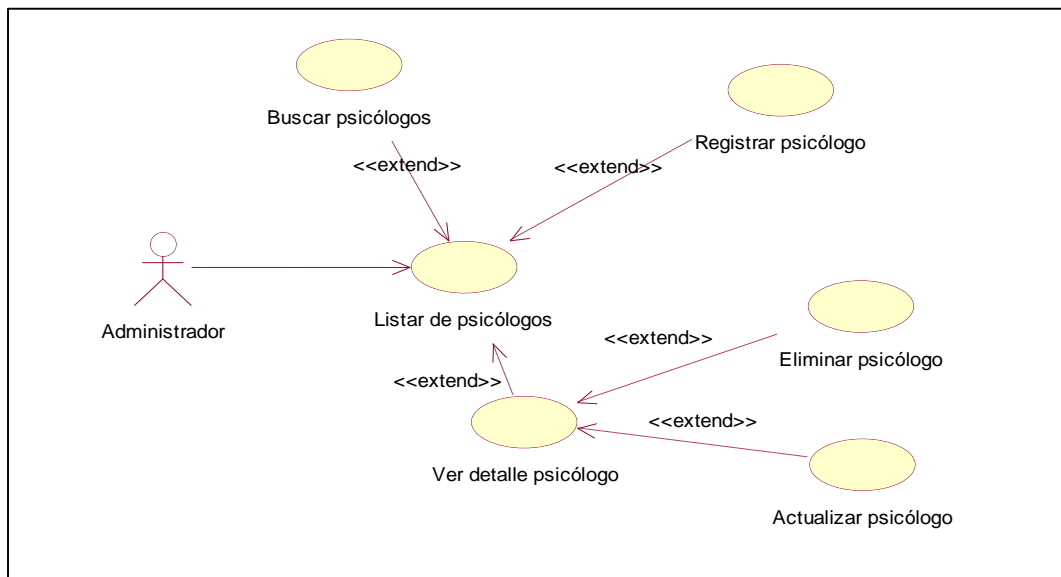 Buscar psicólogos
Registrar psicólogo
<<extend>>
<<extend>>
Administrador
Listar de psicólogos
<<extend>>
Eliminar psicólogo
<<extend>>
<<extend>>
Ver detalle psicólogo
Actualizar psicólogo